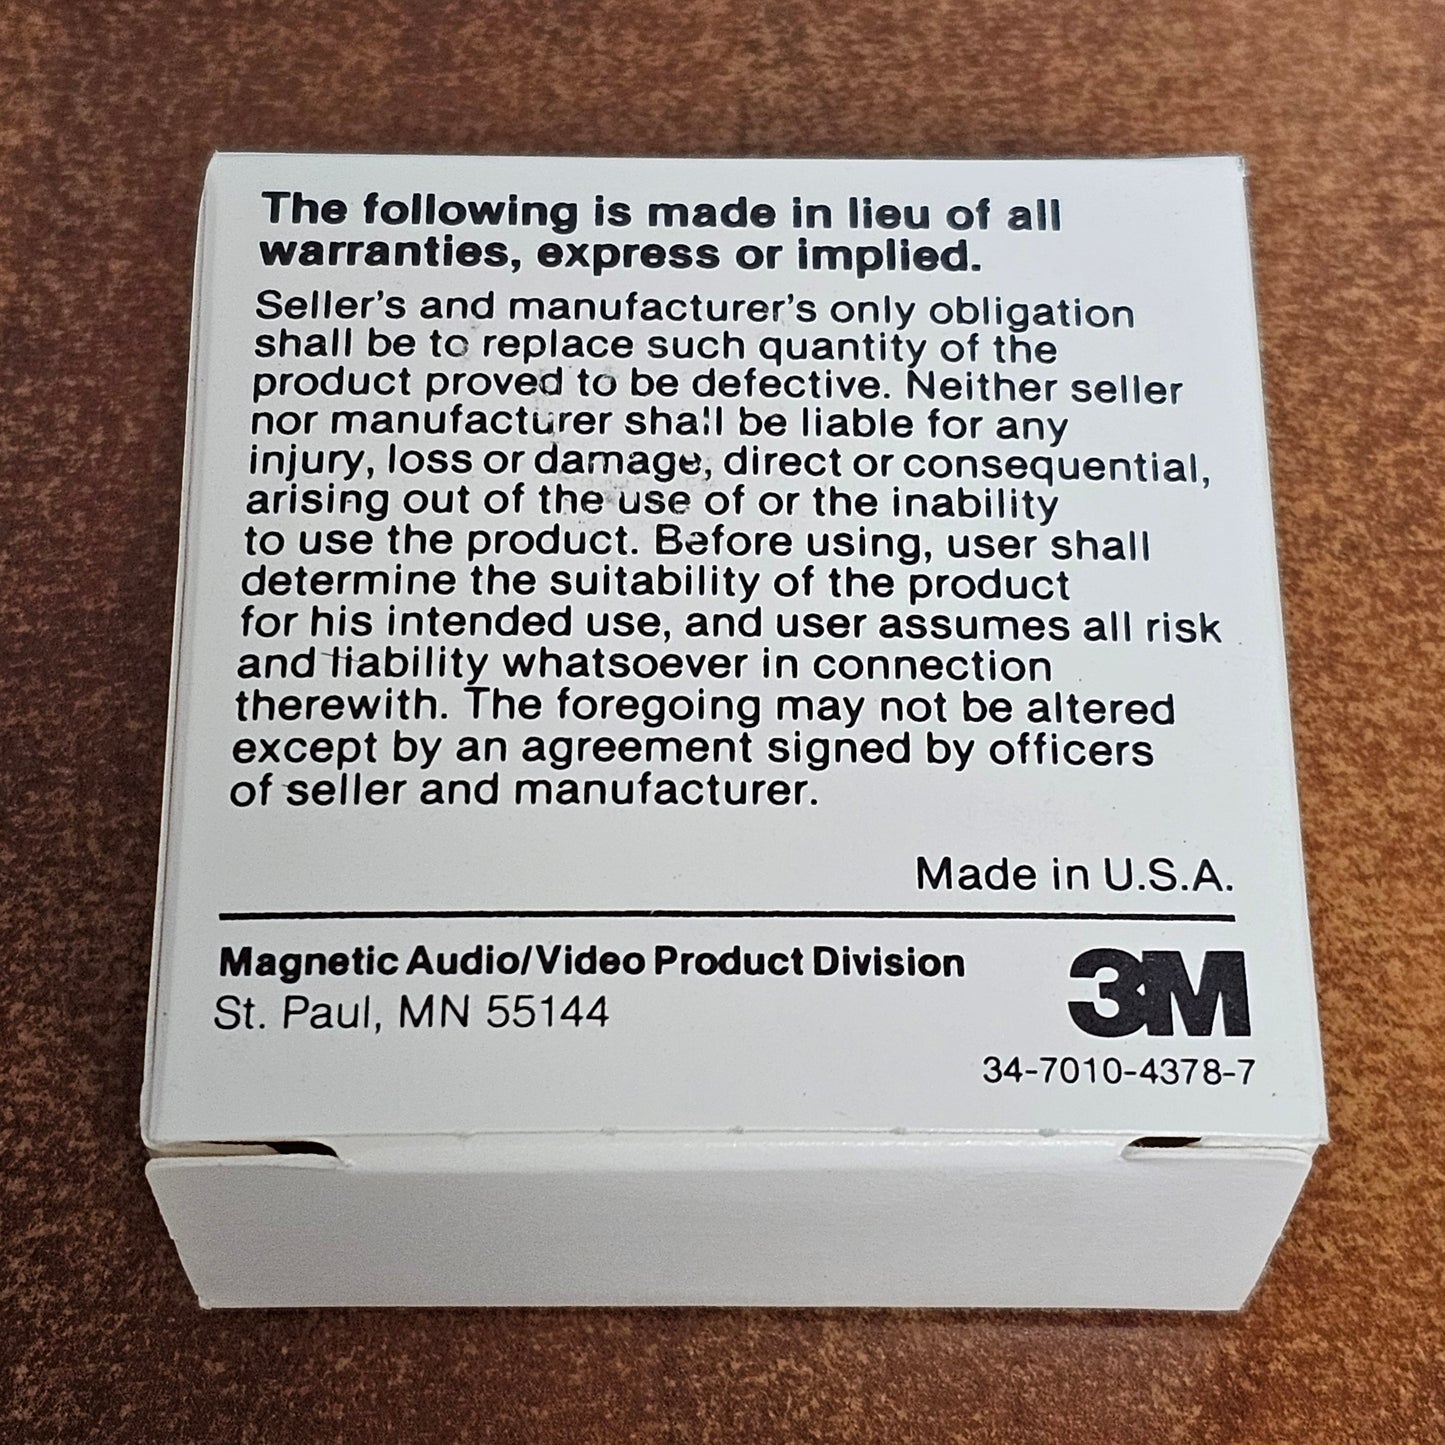 The following is made in lieu of all
warranties, express or implied.
Seller's and manufacturer's only obligation
shall be to replace such quantity of the
product proved to be defective. Neither seller
nor manufacturer shall be liable for any
injury, loss or damage, direct or consequential,
arising out of the use of or the inability
to use the product. Before using, user shall
determine the suitability of the product
for his intended use, and user assumes all risk
and liability whatsoever in connection
therewith. The foregoing may not be altered
except by an agreement signed by officers
of seller and manufacturer.
Made in U.S.A.
Magnetic Audio/Video Product Division
St. Paul, MN 55144
3M
34-7010-4378-7